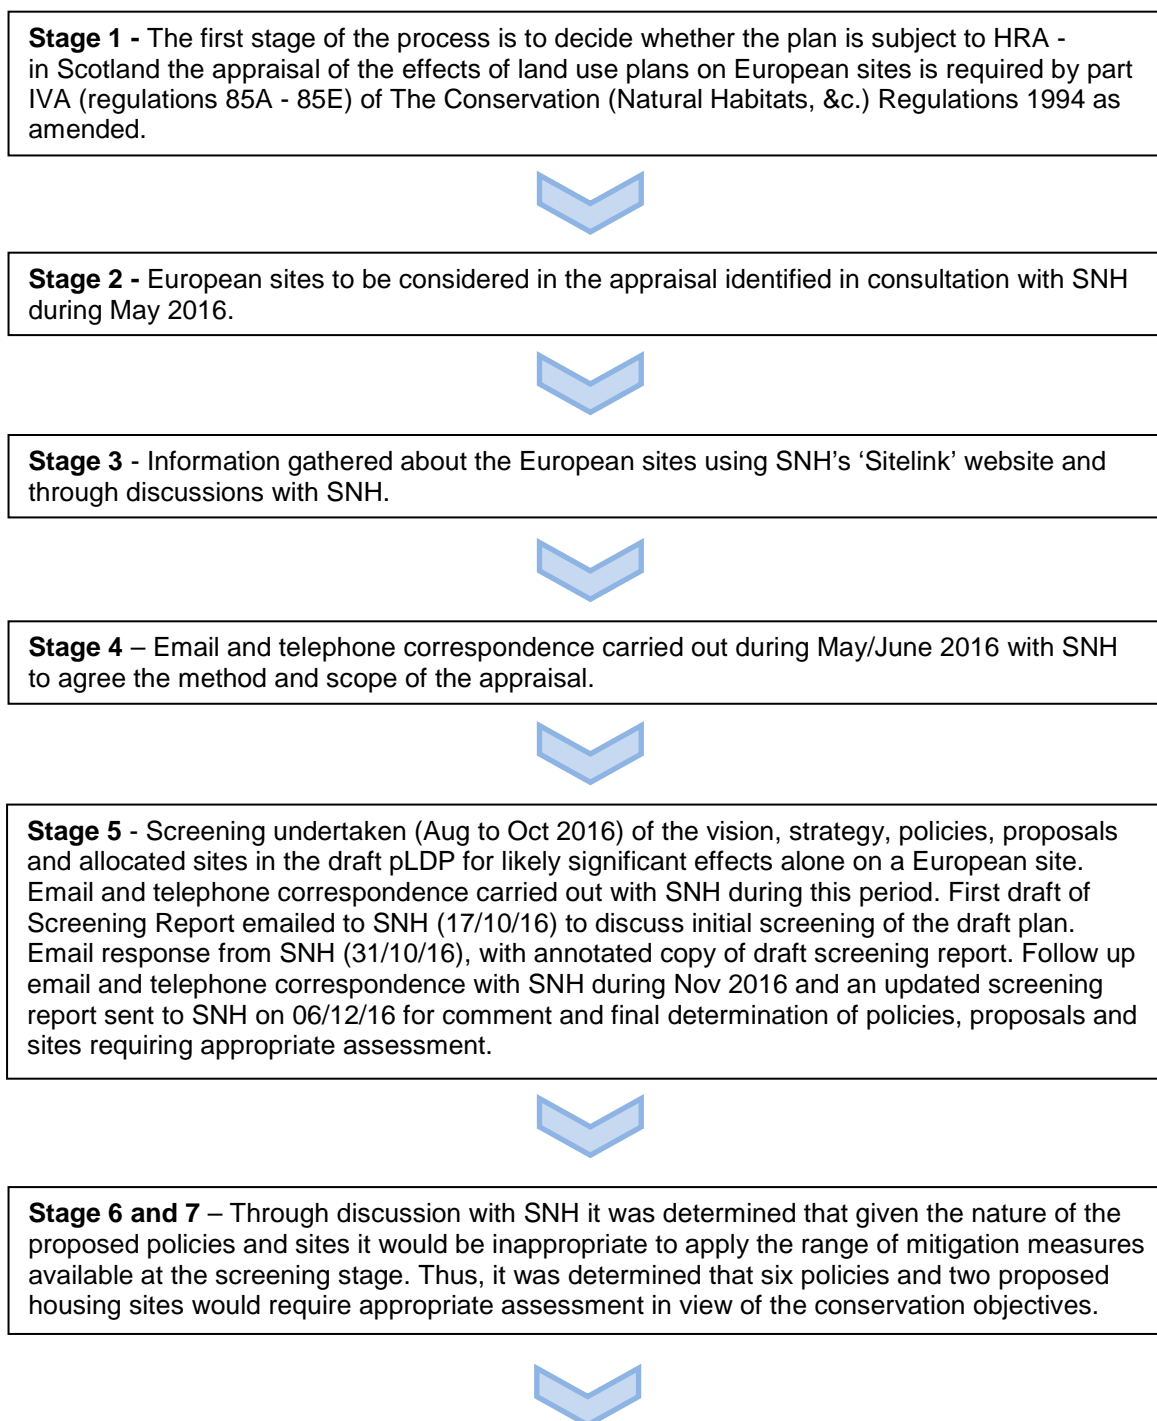 Stage 1 - The first stage of the process is to decide whether the plan is subject to HRA -
in Scotland the appraisal of the effects of land use plans on European sites is required by part
IVA (regulations 85A - 85E) of The Conservation (Natural Habitats, &c.) Regulations 1994 as
amended.
Stage 2 - European sites to be considered in the appraisal identified in consultation with SNH
during May 2016.
Stage 3 - Information gathered about the European sites using SNH’s ‘Sitelink’ website and
through discussions with SNH.
Stage 4 – Email and telephone correspondence carried out during May/June 2016 with SNH
to agree the method and scope of the appraisal.
Stage 5 - Screening undertaken (Aug to Oct 2016) of the vision, strategy, policies, proposals
and allocated sites in the draft pLDP for likely significant effects alone on a European site.
Email and telephone correspondence carried out with SNH during this period. First draft of
Screening Report emailed to SNH (17/10/16) to discuss initial screening of the draft plan.
Email response from SNH (31/10/16), with annotated copy of draft screening report. Follow up
email and telephone correspondence with SNH during Nov 2016 and an updated screening
report sent to SNH on 06/12/16 for comment and final determination of policies, proposals and
sites requiring appropriate assessment.
Stage 6 and 7 – Through discussion with SNH it was determined that given the nature of the
proposed policies and sites it would be inappropriate to apply the range of mitigation measures
available at the screening stage. Thus, it was determined that six policies and two proposed
housing sites would require appropriate assessment in view of the conservation objectives.